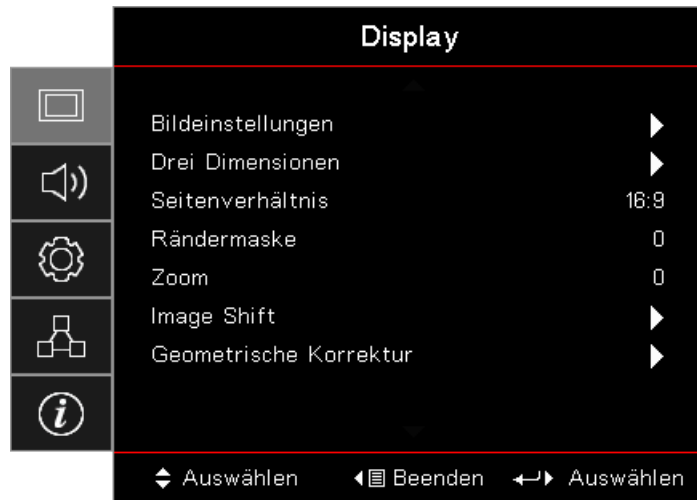 Display
Bildeinstellungen
Drei Dimensionen
Seitenverhältnis 16:9
Rändermaske 0
Zoom 0
Image Shift
Geometrische Korrektur
Auswählen Beenden Auswählen